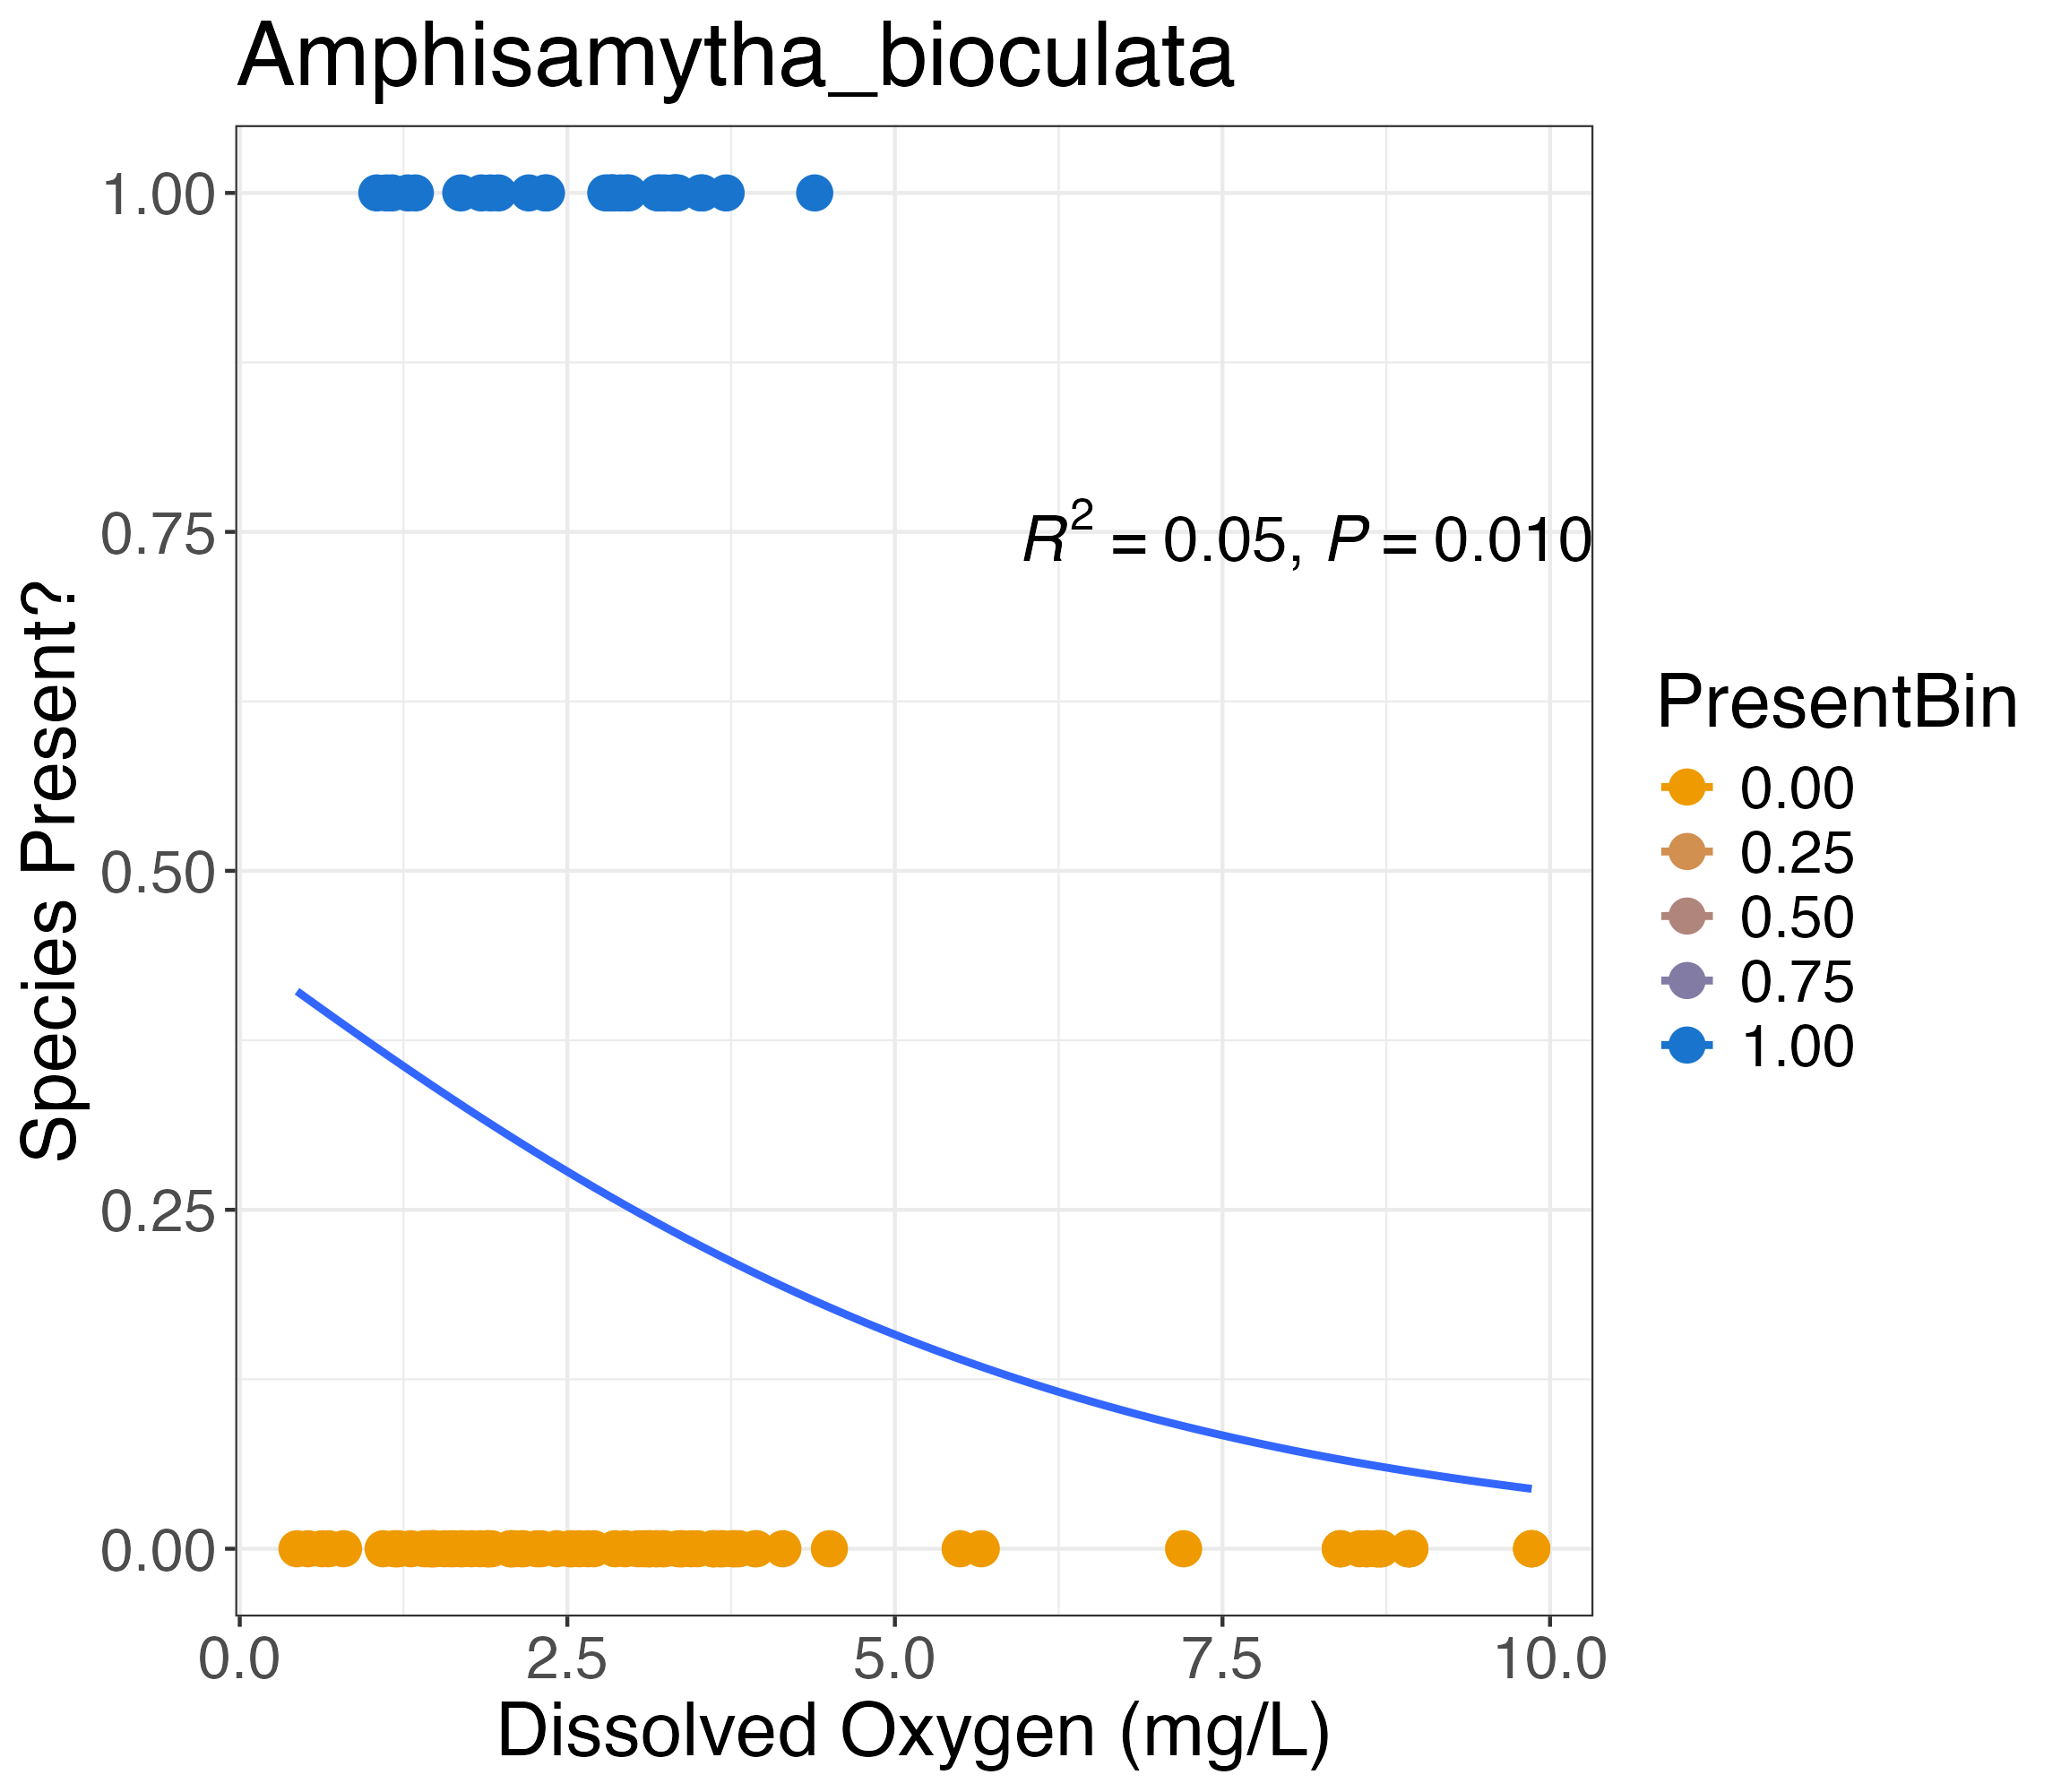 Amphisamytha_bioculata
1.00
0.75
0.50
0.25
0.00
Species Present?
R² = 0.05, P = 0.010
0.0 2.5 5.0 7.5 10.0
Dissolved Oxygen (mg/L)
PresentBin
0.00
0.25
0.50
0.75
1.00